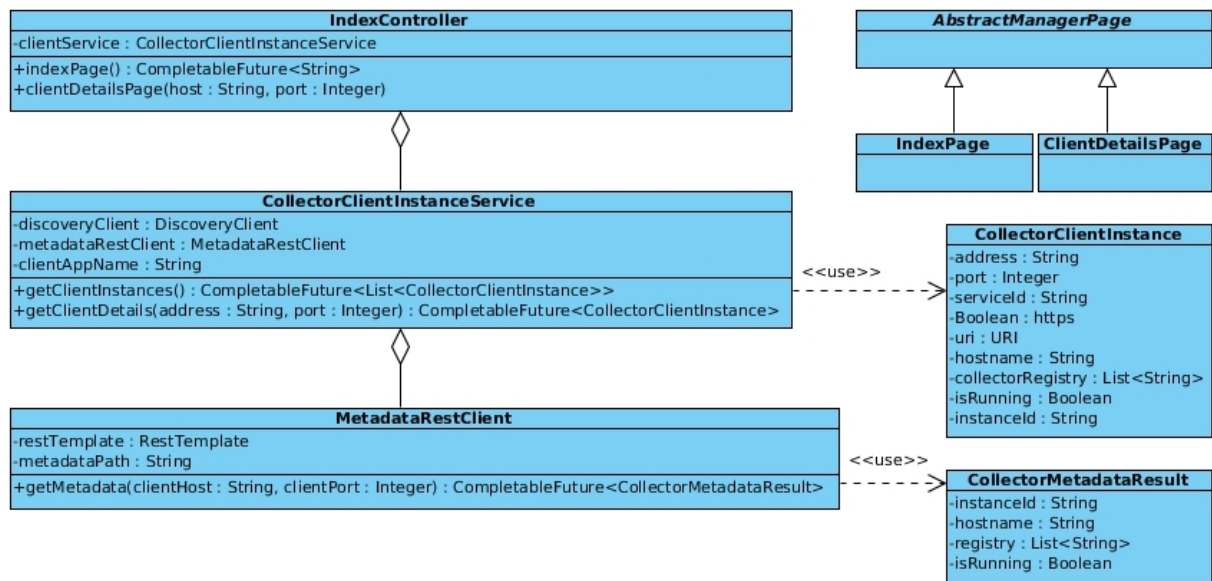 IndexController
-clientService : CollectorClientInstanceService
+indexPage() : CompletableFuture<String>
+clientDetailsPage(host : String, port : Integer)
AbstractManagerPage
IndexPage
ClientDetailsPage
CollectorClientInstanceService
-discoveryClient : DiscoveryClient
-metadataRestClient : MetadataRestClient
-clientAppName : String
+getClientInstances() : CompletableFuture<List<CollectorClientInstance>>
+getClientDetails(address : String, port : Integer) : CompletableFuture<CollectorClientInstance>
<<use>>
CollectorClientInstance
-address : String
-port : Integer
-serviceId : String
-Boolean : https
-uri : URI
-hostname : String
-collectorRegistry : List<String>
-isRunning : Boolean
-instanceId : String
MetadataRestClient
-restTemplate : RestTemplate
-metadataPath : String
+getMetadata(clientHost : String, clientPort : Integer) : CompletableFuture<CollectorMetadataResult>
<<use>>
CollectorMetadataResult
-instanceId : String
-hostname : String
-registry : List<String>
-isRunning : Boolean